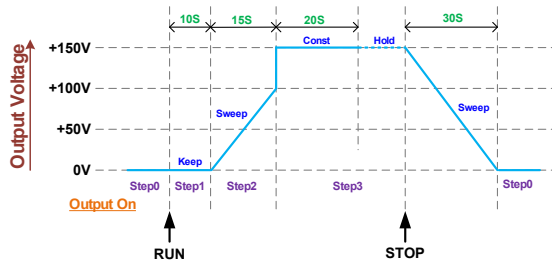 10S 15S 20S 30S
+150V
Const Hold
+100V
Sweep Sweep
+50V
Output Voltage
0V
Keep
Step0 Step1 Step2 Step3 Step0
Output On
RUN STOP